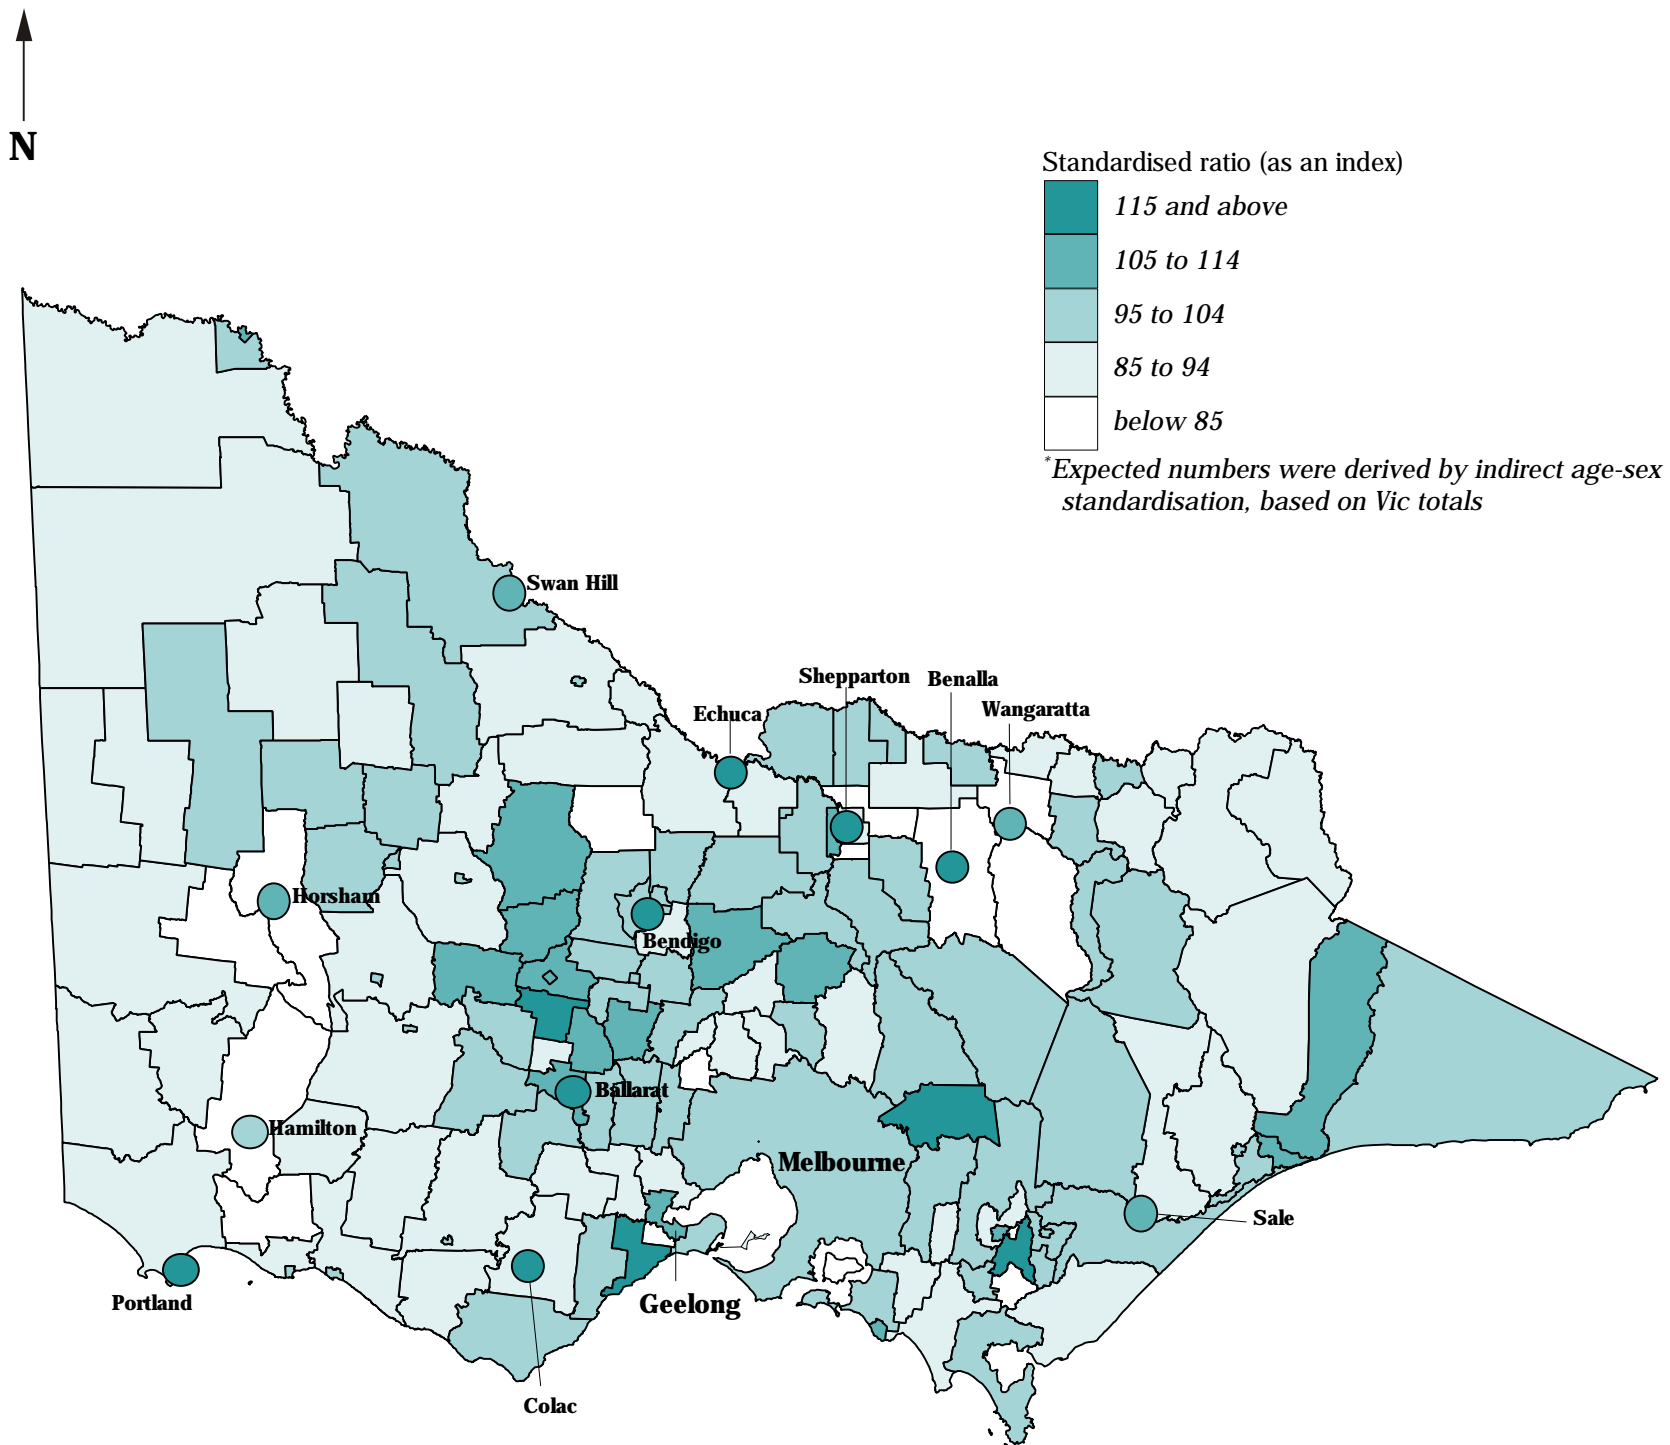 N
Standardised ratio (as an index)
115 and above
105 to 114
95 to 104
85 to 94
below 85
*Expected numbers were derived by indirect age-sex
standardisation, based on Vic totals
Swan Hill
Shepparton
Benalla
Wangaratta
Echuca
Horsham
Bendigo
Ballarat
Hamilton
Melbourne
Sale
Portland
Geelong
Colac